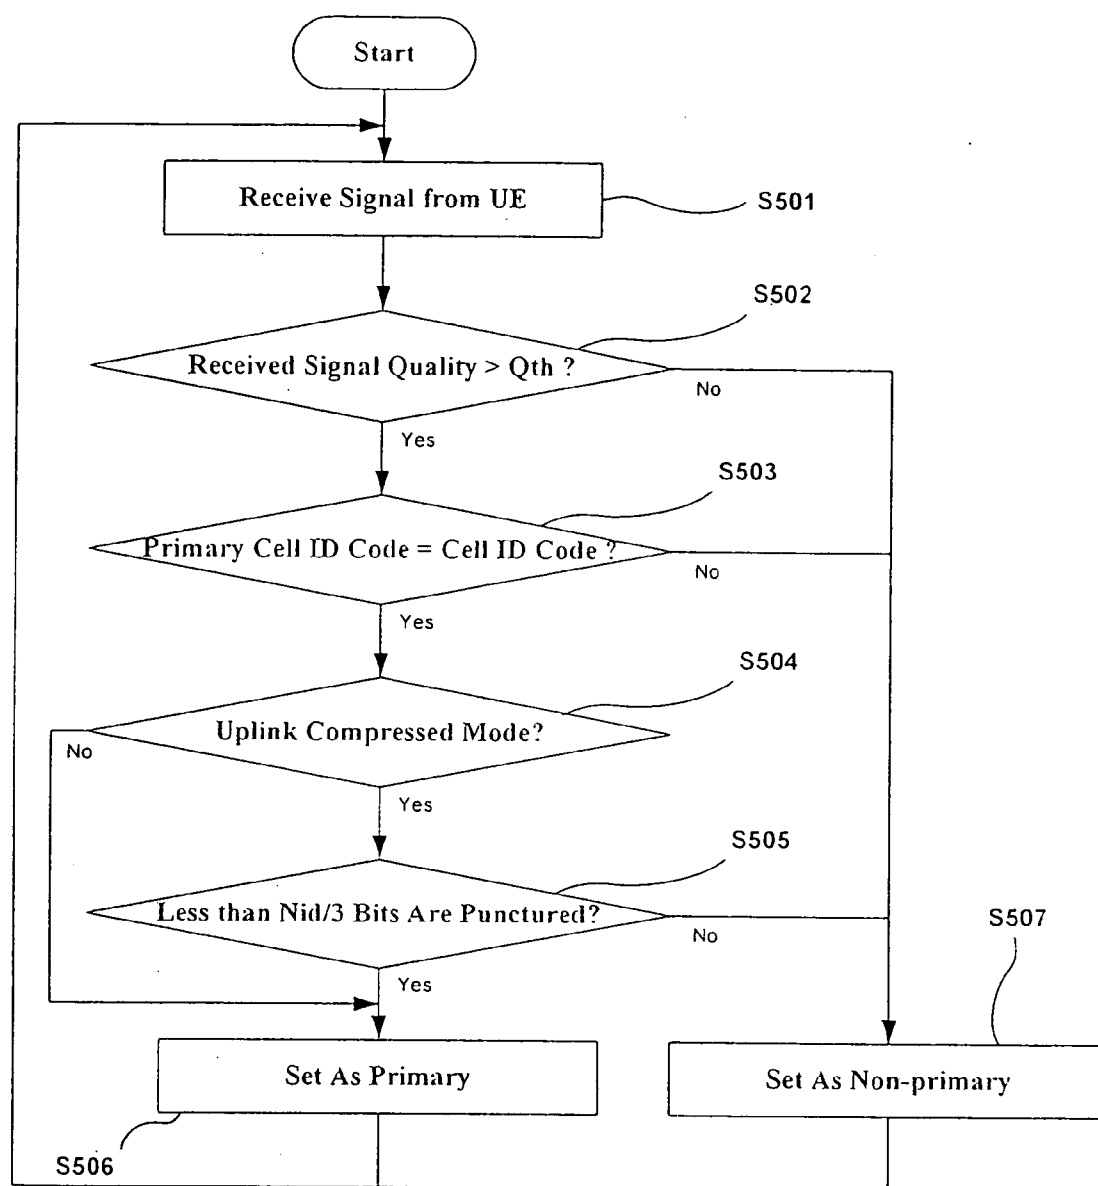 Start
Receive Signal from UE
S501
S502
Received Signal Quality > Qth ?
No
Yes
S503
Primary Cell ID Code = Cell ID Code ?
No
Yes
S504
Uplink Compressed Mode?
No
Yes
S505
Less than Nid/3 Bits Are Punctured?
No
Yes
S507
Set As Primary
Set As Non-primary
S506